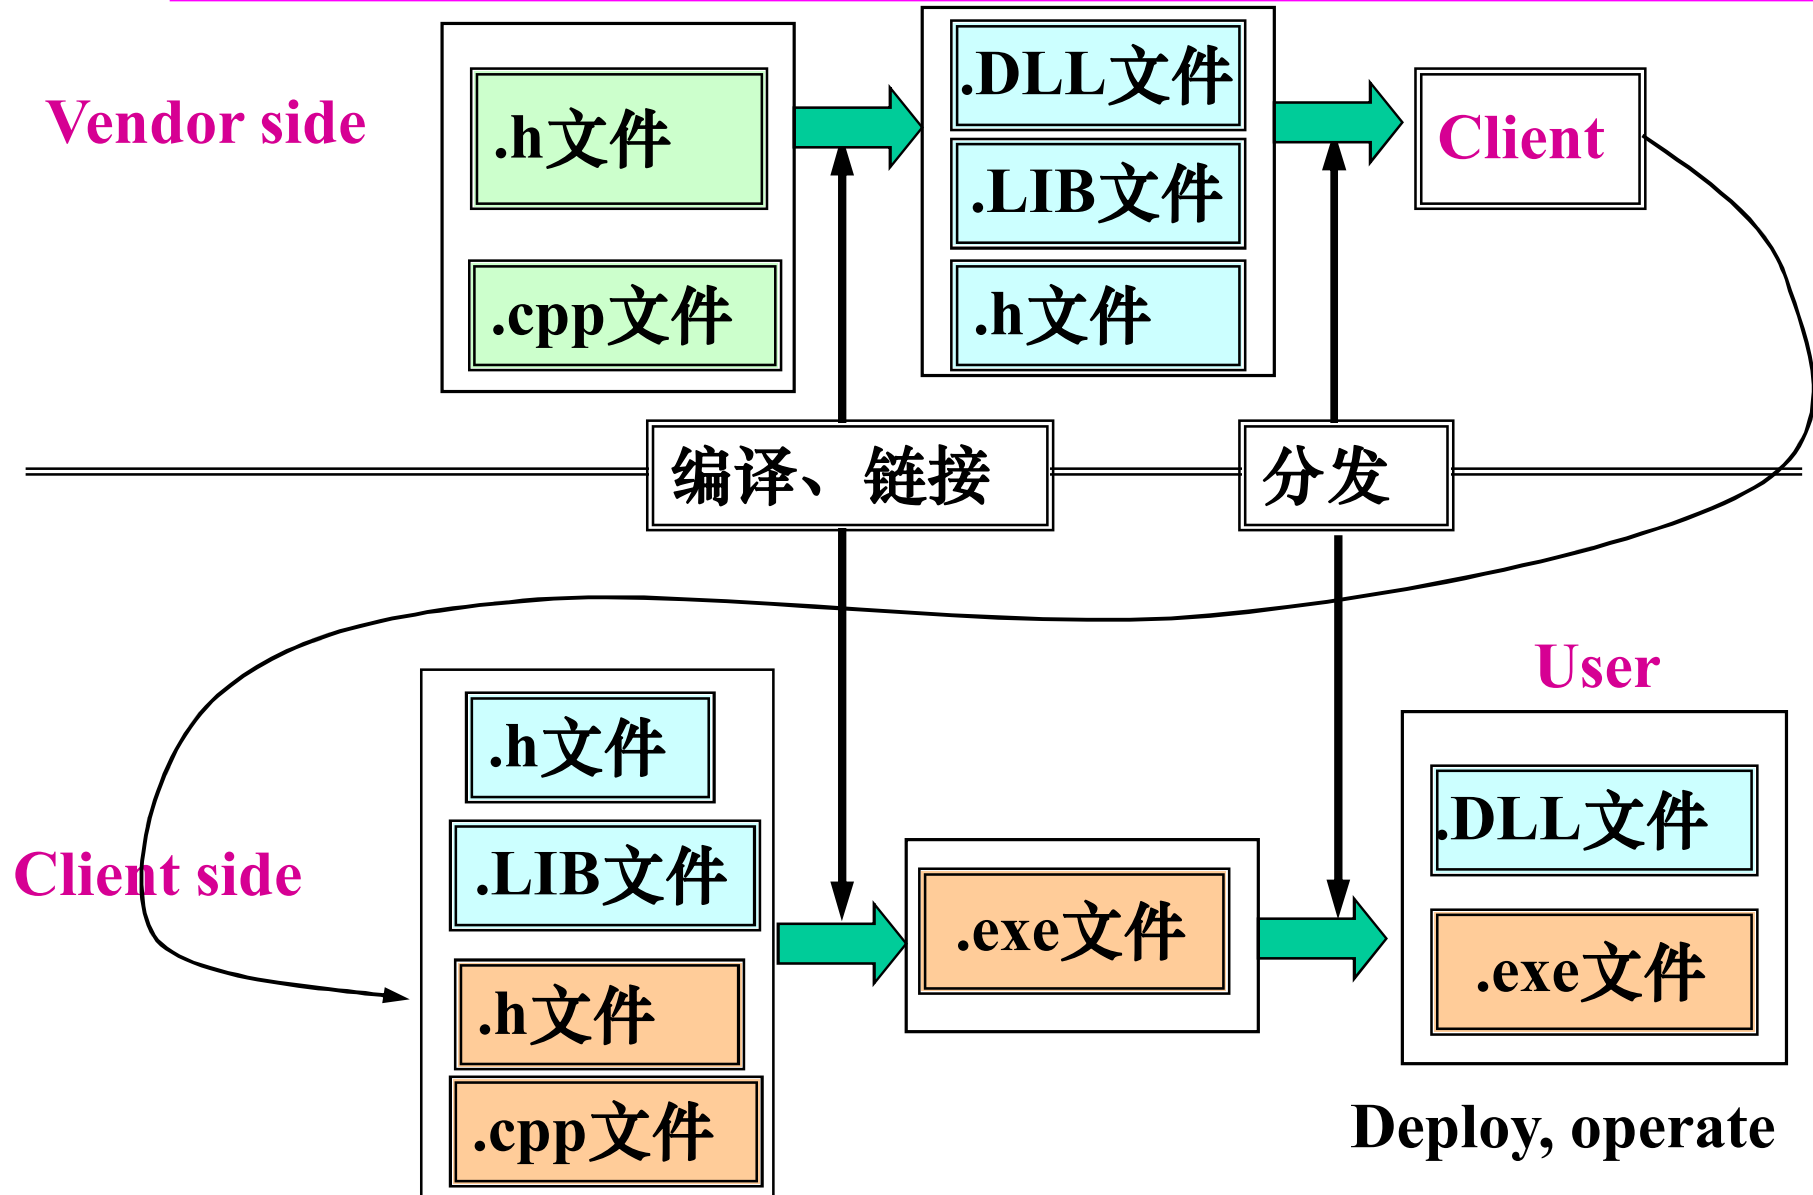 Vendor side
.h文件
.cpp文件
.DLL文件
.LIB文件
.h文件
Client
编译、链接
分发
Client side
.h文件
.LIB文件
.h文件
.cpp文件
.exe文件
User
.DLL文件
.exe文件
Deploy, operate